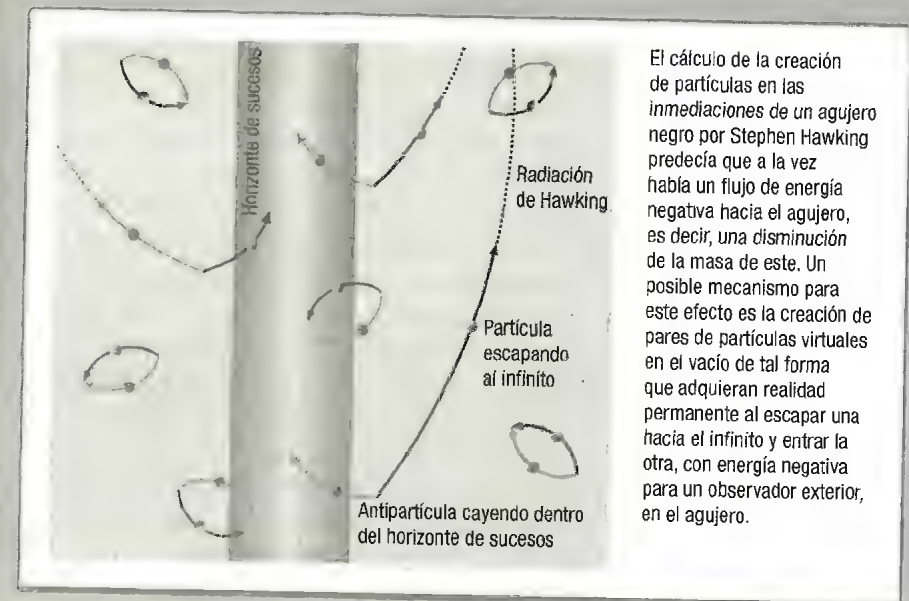 Horizonte de sucesos
Radiación
de Hawking
Partícula
escapando
al infinito
Antipartícula cayendo dentro
del horizonte de sucesos
El cálculo de la creación
de partículas en las
inmediaciones de un agujero
negro por Stephen Hawking
predecía que a la vez
había un flujo de energía
negativa hacia el agujero,
es decir, una disminución
de la masa de este. Un
posible mecanismo para
este efecto es la creación de
pares de partículas virtuales
en el vacío de tal forma
que adquieran realidad
permanente al escapar una
hacia el infinito y entrar la
otra, con energía negativa
para un observador exterior,
en el agujero.